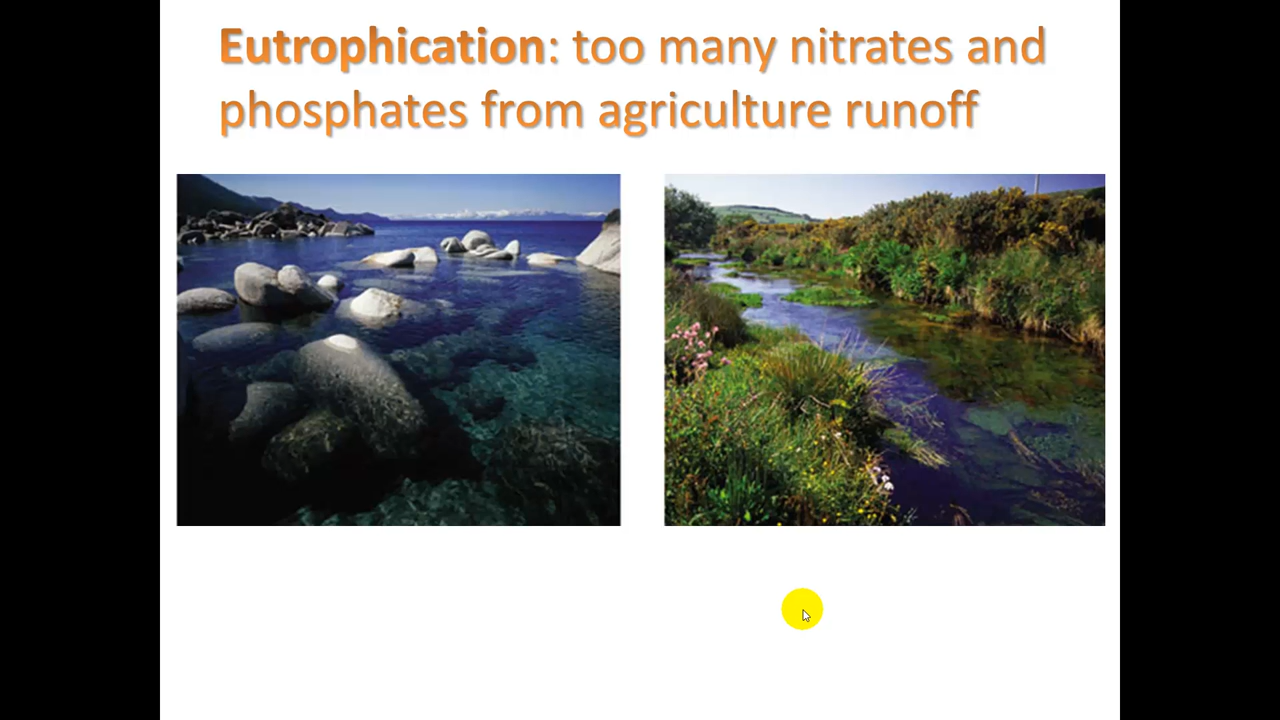 Eutrophication: too many nitrates and
phosphates from agriculture runoff